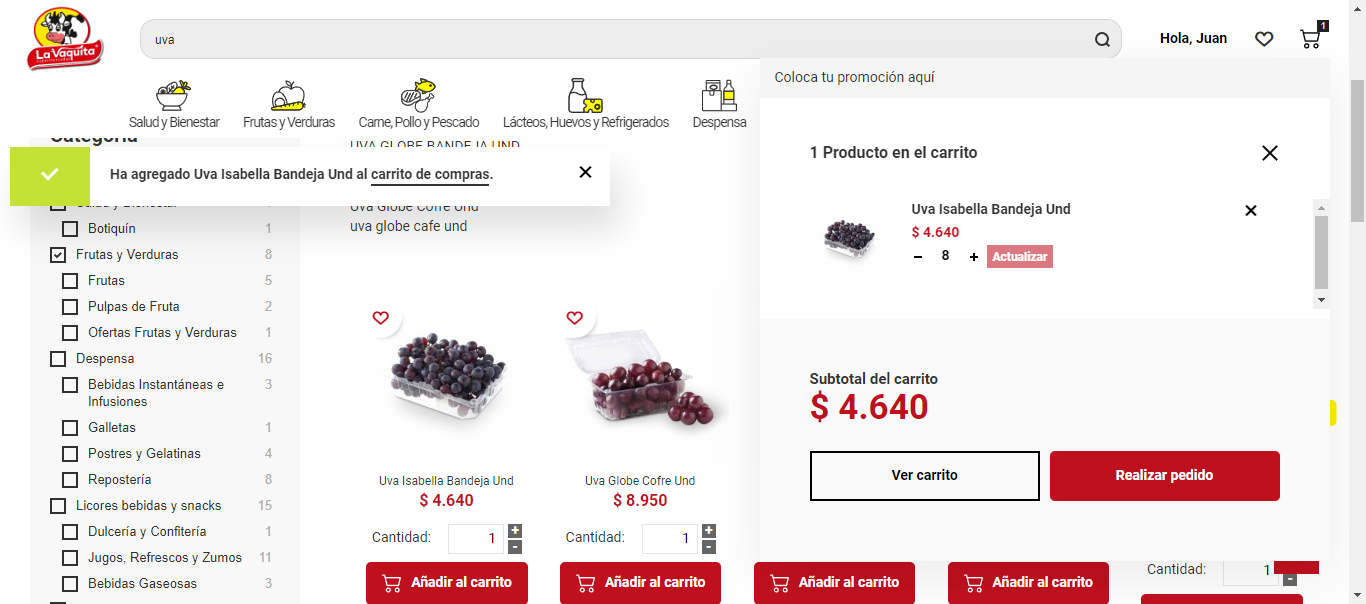 La Vaquita
uva
Hola, Juan
1
Salud y Bienestar
Frutas y Verduras
Carne, Pollo y Pescado
Lácteos, Huevos y Refrigerados
Despensa
Coloca tu promoción aquí
Categoría
UVA GLOBE BANDEJA UND
Ha agregado Uva Isabella Bandeja Und al carrito de compras.
Salud y Bienestar
Uva Globe Cofre Und
uva globe cafe und
Botiquín 1
Frutas y Verduras 8
Frutas 5
Pulpas de Fruta 2
Ofertas Frutas y Verduras 1
Despensa 16
Bebidas Instantáneas e 3
Infusiones
Galletas 1
Postres y Gelatinas 4
Repostería 8
Licores bebidas y snacks 15
Dulcería y Confitería 1
Jugos, Refrescos y Zumos 11
Bebidas Gaseosas 3
Uva Isabella Bandeja Und
$ 4.640
Cantidad: 1 + -
Añadir al carrito
Uva Globe Cofre Und
$ 8.950
Cantidad: 1 + -
Añadir al carrito
Añadir al carrito
Añadir al carrito
Cantidad: 1 -
1 Producto en el carrito
Uva Isabella Bandeja Und
$ 4.640
- 8 + Actualizar
Subtotal del carrito
$ 4.640
Ver carrito
Realizar pedido